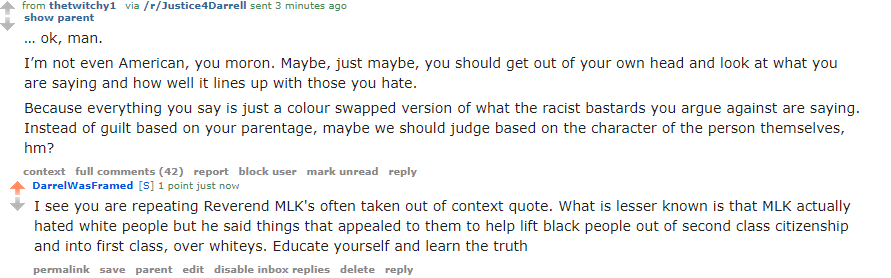 from thetwitchy1 via /r/Justice4Darrell sent 3 minutes ago
show parent
... ok, man.
I'm not even American, you moron. Maybe, just maybe, you should get out of your own head and look at what you
are saying and how well it lines up with those you hate.
Because everything you say is just a colour swapped version of what the racist bastards you argue against are saying.
Instead of guilt based on your parentage, maybe we should judge based on the character of the person themselves,
hm?
context full comments (42) report block user mark unread reply
DarrelWasFramed [S] 1 point just now
I see you are repeating Reverend MLK's often taken out of context quote. What is lesser known is that MLK actually
hated white people but he said things that appealed to them to help lift black people out of second class citizenship
and into first class, over whiteys. Educate yourself and learn the truth
permalink save parent edit disable inbox replies delete reply